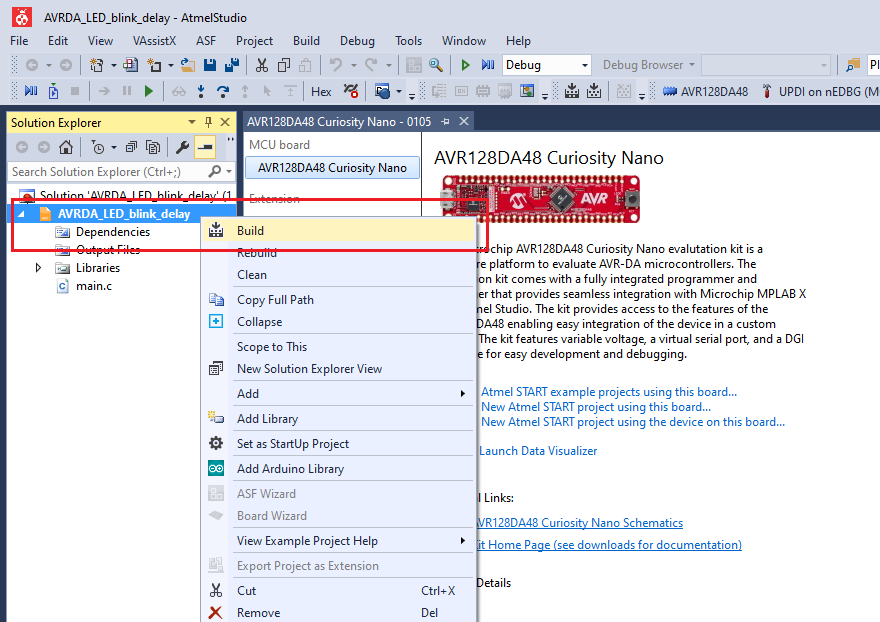 AVRDA_LED_blink_delay - AtmelStudio
File Edit View VAssistX ASF Project Build Debug Tools Window Help
Debug Debug Browser
Hex AVR128DA48 UPDI on nEDBG (M
Solution Explorer
Search Solution Explorer (Ctrl+;)
Solution 'AVRDA_LED_blink_delay' (1
AVRDA_LED_blink_delay
Dependencies
Output Files
Libraries
main.c
AVR128DA48 Curiosity Nano - 0105
MCU board
AVR128DA48 Curiosity Nano
Extension
Build
Rebuild
Clean
Copy Full Path
Collapse
Scope to This
New Solution Explorer View
Add
Add Library
Set as StartUp Project
Add Arduino Library
ASF Wizard
Board Wizard
View Example Project Help
Export Project as Extension
Cut Ctrl+X
Remove Del
AVR128DA48 Curiosity Nano
AVR
rochip AVR128DA48 Curiosity Nano evalutation kit is a
re platform to evaluate AVR-DA microcontrollers. The
on kit comes with a fully integrated programmer and
er that provides seamless integration with Microchip MPLAB X
mel Studio. The kit provides access to the features of the
DA48 enabling easy integration of the device in a custom
The kit features variable voltage, a virtual serial port, and a DGI
e for easy development and debugging.
Atmel START example projects using this board...
New Atmel START project using this board...
New Atmel START project using the device on this board...
Launch Data Visualizer
l Links:
AVR128DA48 Curiosity Nano Schematics
it Home Page (see downloads for documentation)
Details